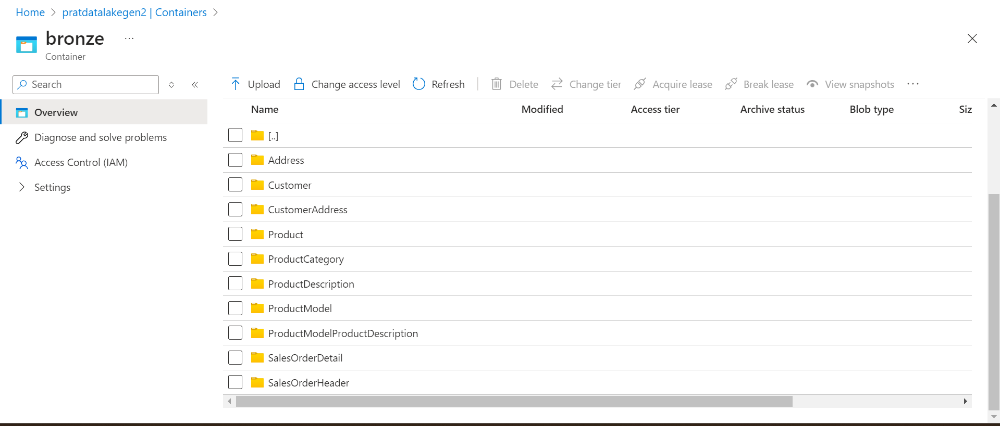 Home > pratdatalakegen2 | Containers >
bronze ...
Container
Search
Overview
Diagnose and solve problems
Access Control (IAM)
Settings
Upload Change access level Refresh Delete Change tier Acquire lease Break lease View snapshots ...
Name Modified Access tier Archive status Blob type Siz
[..]
Address
Customer
CustomerAddress
Product
ProductCategory
ProductDescription
ProductModel
ProductModelProductDescription
SalesOrderDetail
SalesOrderHeader